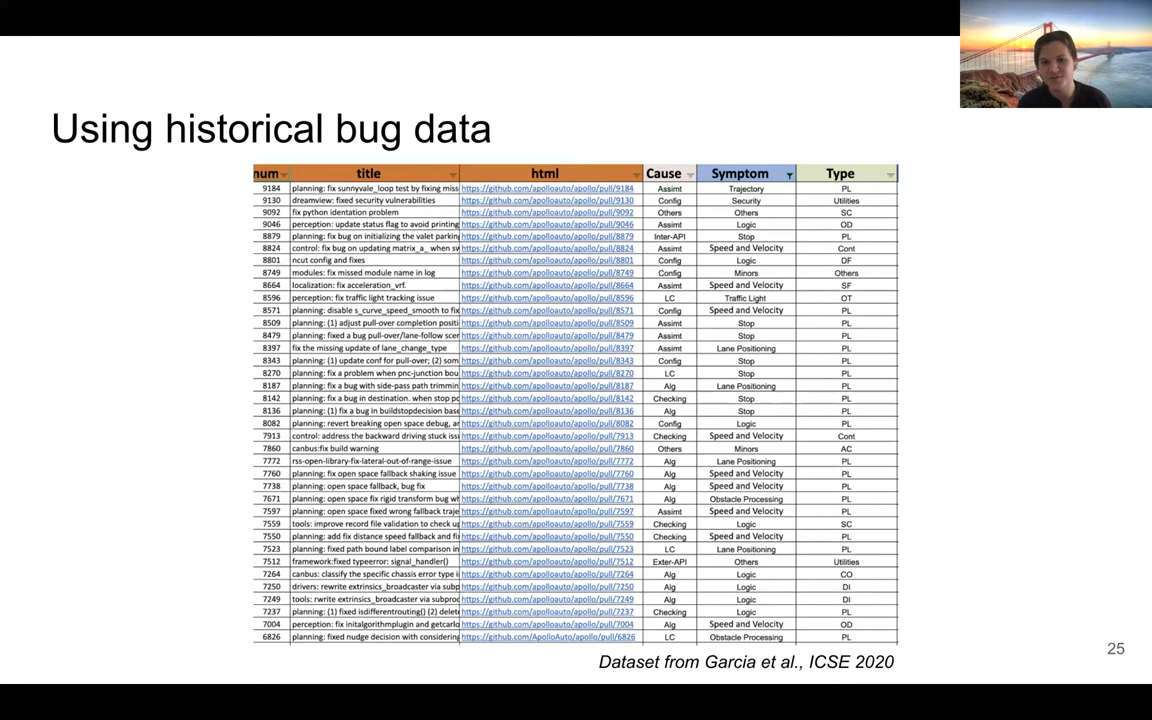 Using historical bug data
num title html Cause Symptom Type
9184 planning: fix sunnyvale_loop test by fixing miss https://github.com/apolloauto/apollo/pull/9184 Assimt Trajectory PL
9130 dreamview: fixed security vulnerabilities https://github.com/apolloauto/apollo/pull/9130 Config Security Utilities
9092 fix python identation problem https://github.com/apolloauto/apollo/pull/9092 Others Others SC
9046 perception: update status flag to avoid printing https://github.com/apolloauto/apollo/pull/9046 Assimt Logic OD
8879 planning: fix bug on initializing the valet parkin https://github.com/apolloauto/apollo/pull/8879 Inter-API Stop PL
8824 control: fix bug on updating matrix_a_ when sw https://github.com/apolloauto/apollo/pull/8824 Assimt Speed and Velocity Cont
8801 ncut config and fixes https://github.com/apolloauto/apollo/pull/8801 Config Logic DF
8749 modules: fix missed module name in log https://github.com/apolloauto/apollo/pull/8749 Config Minors Others
8664 localization: fix acceleration_vrf. https://github.com/apolloauto/apollo/pull/8664 Assimt Speed and Velocity SF
8596 perception: fix traffic light tracking issue https://github.com/apolloauto/apollo/pull/8596 LC Traffic Light OT
8571 planning: disable s_curve_speed_smooth to fix https://github.com/apolloauto/apollo/pull/8571 Config Speed and Velocity PL
8509 planning: (1) adjust pull-over completion positi https://github.com/apolloauto/apollo/pull/8509 Assimt Stop PL
8479 planning: fixed a bug pull-over/lane-follow scer https://github.com/apolloauto/apollo/pull/8479 Assimt Stop PL
8397 fix the missing update of lane_change_type https://github.com/apolloauto/apollo/pull/8397 Assimt Lane Positioning PL
8343 planning: (1) update conf for pull-over; (2) som https://github.com/apolloauto/apollo/pull/8343 Config Stop PL
8270 planning: fix a problem when pnc-junction bou https://github.com/apolloauto/apollo/pull/8270 LC Stop PL
8187 planning: fix a bug with side-pass path trimmin https://github.com/apolloauto/apollo/pull/8187 Alg Lane Positioning PL
8142 planning: fix a bug in destination. when stop po https://github.com/apolloauto/apollo/pull/8142 Checking Stop PL
8136 planning: (1) fix a bug in buildstopdecision base https://github.com/apolloauto/apollo/pull/8136 Alg Stop PL
8082 planning: revert breaking open space debug, ar https://github.com/apolloauto/apollo/pull/8082 Config Logic PL
7913 control: address the backward driving stuck issu https://github.com/apolloauto/apollo/pull/7913 Checking Speed and Velocity Cont
7860 canbus:fix build warning https://github.com/apolloauto/apollo/pull/7860 Others Minors AC
7772 rss-open-library-fix-lateral-out-of-range-issue https://github.com/apolloauto/apollo/pull/7772 Alg Lane Positioning PL
7760 planning: fix open space fallback shaking issue https://github.com/apolloauto/apollo/pull/7760 Alg Speed and Velocity PL
7738 planning: open space fallback, bug fix https://github.com/apolloauto/apollo/pull/7738 Alg Speed and Velocity PL
7671 planning: open space fix rigid transform bug wh https://github.com/apolloauto/apollo/pull/7671 Alg Obstacle Processing PL
7597 planning: open space fixed wrong fallback traje https://github.com/apolloauto/apollo/pull/7597 Assimt Speed and Velocity PL
7559 tools: improve record file validation to check up https://github.com/apolloauto/apollo/pull/7559 Checking Logic SC
7550 planning: add fix distance speed fallback and fi https://github.com/apolloauto/apollo/pull/7550 Checking Speed and Velocity PL
7523 planning: fixed path bound label comparison in https://github.com/apolloauto/apollo/pull/7523 LC Lane Positioning PL
7512 framework:fixed typeerror: signal_handler() https://github.com/apolloauto/apollo/pull/7512 Exter-API Others Utilities
7264 canbus: classify the specific chassis error type i https://github.com/apolloauto/apollo/pull/7264 Alg Logic CO
7250 drivers: rewrite extrinsics_broadcaster via subp https://github.com/apolloauto/apollo/pull/7250 Alg Logic DI
7249 tools: rwrite extrinsics_broadcaster via subproc https://github.com/apolloauto/apollo/pull/7249 Alg Logic DI
7237 planning: (1) fixed isdifferentrouting() (2) delete https://github.com/apolloauto/apollo/pull/7237 Checking Logic PL
7004 perception: fix initalgorithmplugin and getcarlo https://github.com/apolloauto/apollo/pull/7004 Alg Speed and Velocity OD
6826 planning: fixed nudge decision with considering https://github.com/ApolloAuto/apollo/pull/6826 LC Obstacle Processing PL
25
Dataset from Garcia et al., ICSE 2020